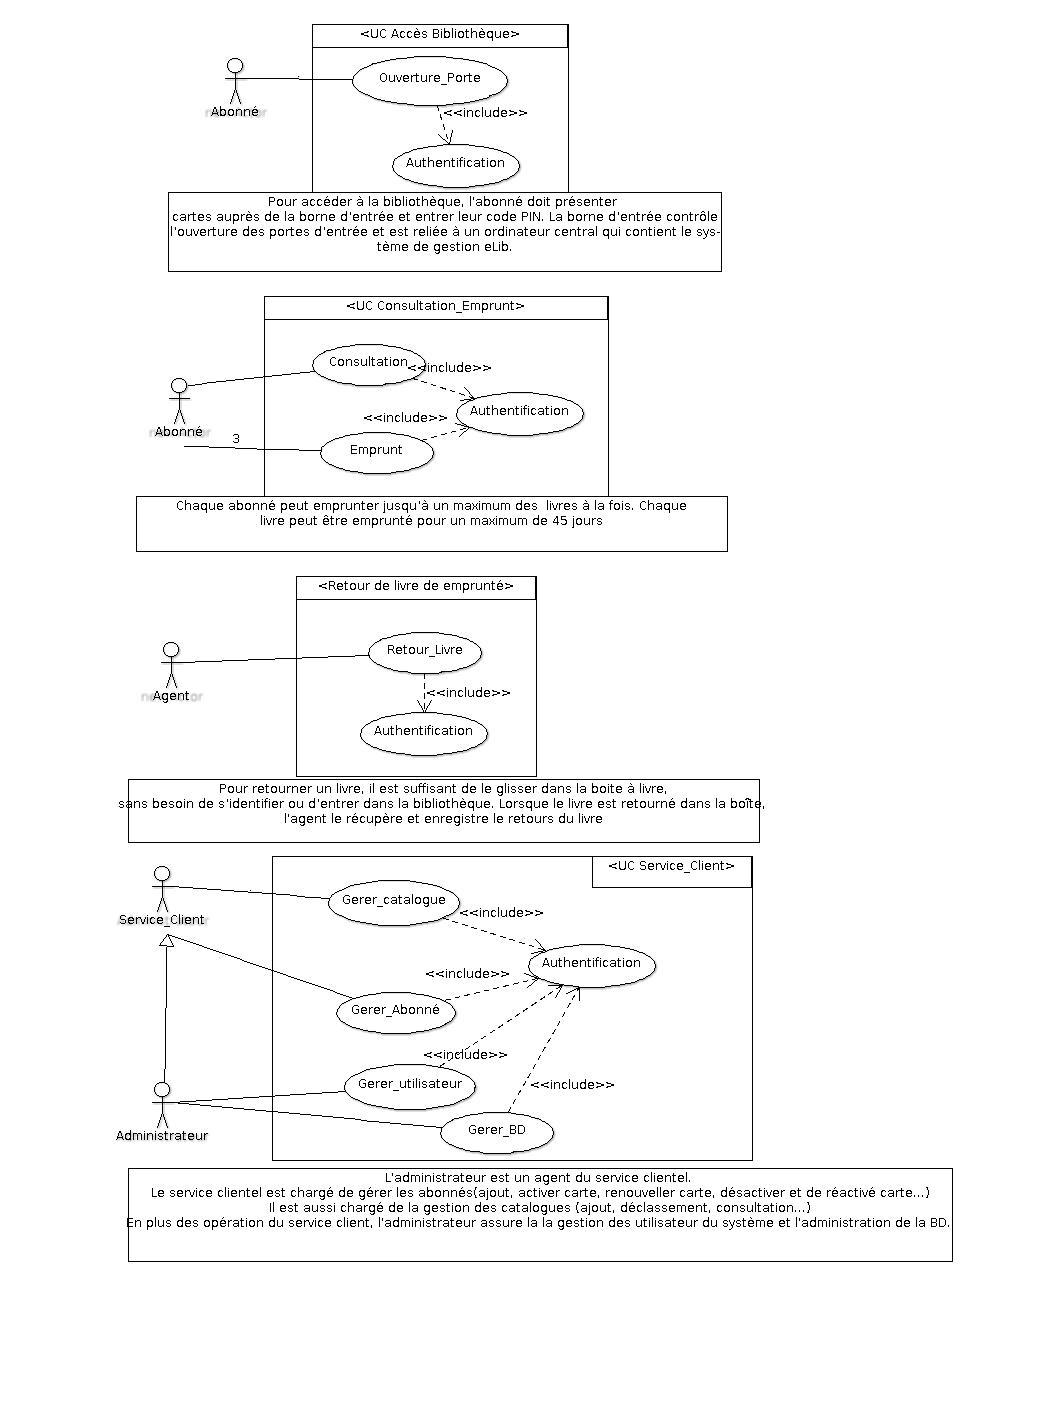 <UC Accès Bibliothèque>
Ouverture_Porte
<<include>>
Abonné
Authentification
Pour accéder à la bibliothèque, l'abonné doit présenter
cartes auprès de la borne d'entrée et entrer leur code PIN. La borne d'entrée contrôle
l'ouverture des portes d'entrée et est reliée à un ordinateur central qui contient le sys-
tème de gestion eLib.
<UC Consultation_Emprunt>
Consultation
<<include>>
Authentification
<<include>>
Abonné
3
Emprunt
Chaque abonné peut emprunter jusqu'à un maximum des  livres à la fois. Chaque
livre peut être emprunté pour un maximum de 45 jours
<Retour de livre de emprunté>
Retour_Livre
Agent
<<include>>
Authentification
Pour retourner un livre, il est suffisant de le glisser dans la boite à livre,
sans besoin de s'identifier ou d'entrer dans la bibliothèque. Lorsque le livre est retourné dans la boîte,
l'agent le récupère et enregistre le retours du livre
<UC Service_Client>
Gerer_catalogue
<<include>>
Service_Client
Authentification
<<include>>
Gerer_Abonné
<<include>>
Gerer_utilisateur
<<include>>
Gerer_BD
Administrateur
L'administrateur est un agent du service clientel.
Le service clientel est chargé de gérer les abonnés(ajout, activer carte, renouveller carte, désactiver et de réactivé carte...)
Il est aussi chargé de la gestion des catalogues (ajout, déclassement, consultation...)
En plus des opération du service client, l'administrateur assure la la gestion des utilisateur du système et l'administration de la BD.